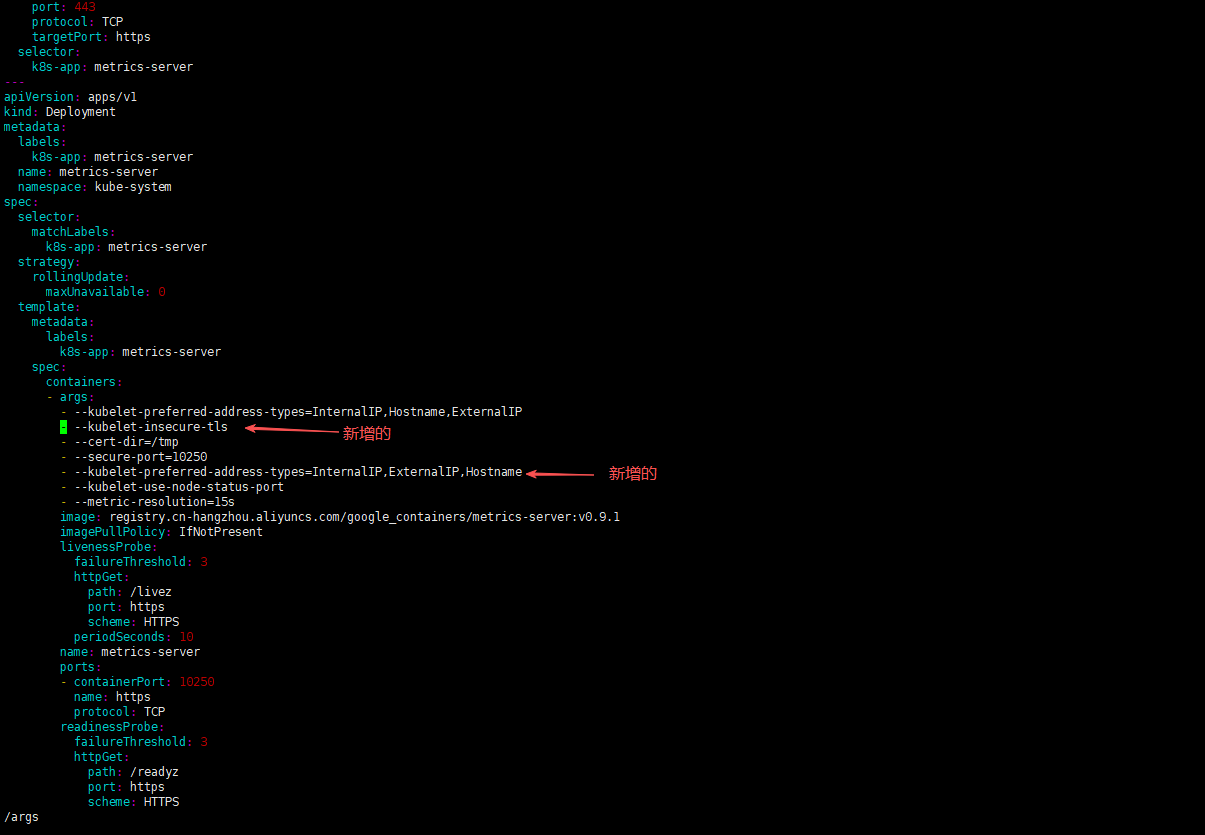 port: 443
    protocol: TCP
    targetPort: https
  selector:
    k8s-app: metrics-server
---
apiVersion: apps/v1
kind: Deployment
metadata:
  labels:
    k8s-app: metrics-server
  name: metrics-server
  namespace: kube-system
spec:
  selector:
    matchLabels:
      k8s-app: metrics-server
  strategy:
    rollingUpdate:
      maxUnavailable: 0
  template:
    metadata:
      labels:
        k8s-app: metrics-server
    spec:
      containers:
      - args:
        - --kubelet-preferred-address-types=InternalIP,Hostname,ExternalIP
        - --kubelet-insecure-tls 新增的
        - --cert-dir=/tmp
        - --secure-port=10250
        - --kubelet-preferred-address-types=InternalIP,ExternalIP,Hostname 新增的
        - --kubelet-use-node-status-port
        - --metric-resolution=15s
        image: registry.cn-hangzhou.aliyuncs.com/google_containers/metrics-server:v0.9.1
        imagePullPolicy: IfNotPresent
        livenessProbe:
          failureThreshold: 3
          httpGet:
            path: /livez
            port: https
            scheme: HTTPS
          periodSeconds: 10
        name: metrics-server
        ports:
        - containerPort: 10250
          name: https
          protocol: TCP
        readinessProbe:
          failureThreshold: 3
          httpGet:
            path: /readyz
            port: https
            scheme: HTTPS
/args